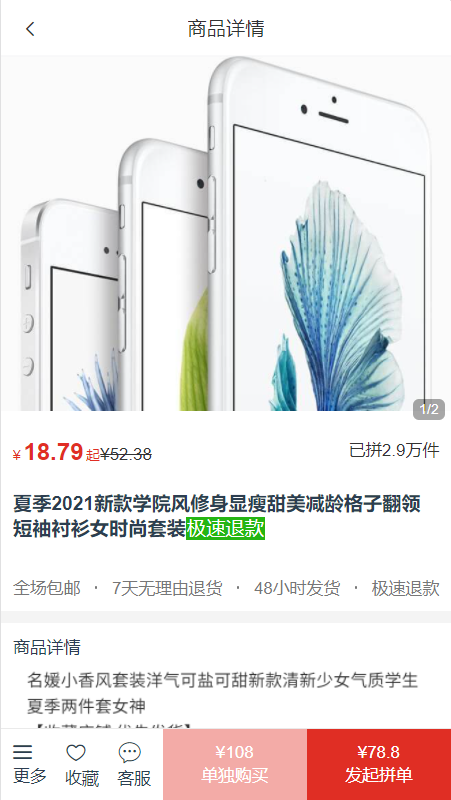 商品详情
1/2
¥ 18.79 起¥52.38
已拼2.9万件
夏季2021新款学院风修身显瘦甜美减龄格子翻领
短袖衬衫女时尚套装极速退款
全场包邮 · 7天无理由退货 · 48小时发货 · 极速退款
商品详情
名媛小香风套装洋气可盐可甜新款清新少女气质学生
夏季两件套女神
更多
收藏
客服
¥108
单独购买
¥78.8
发起拼单